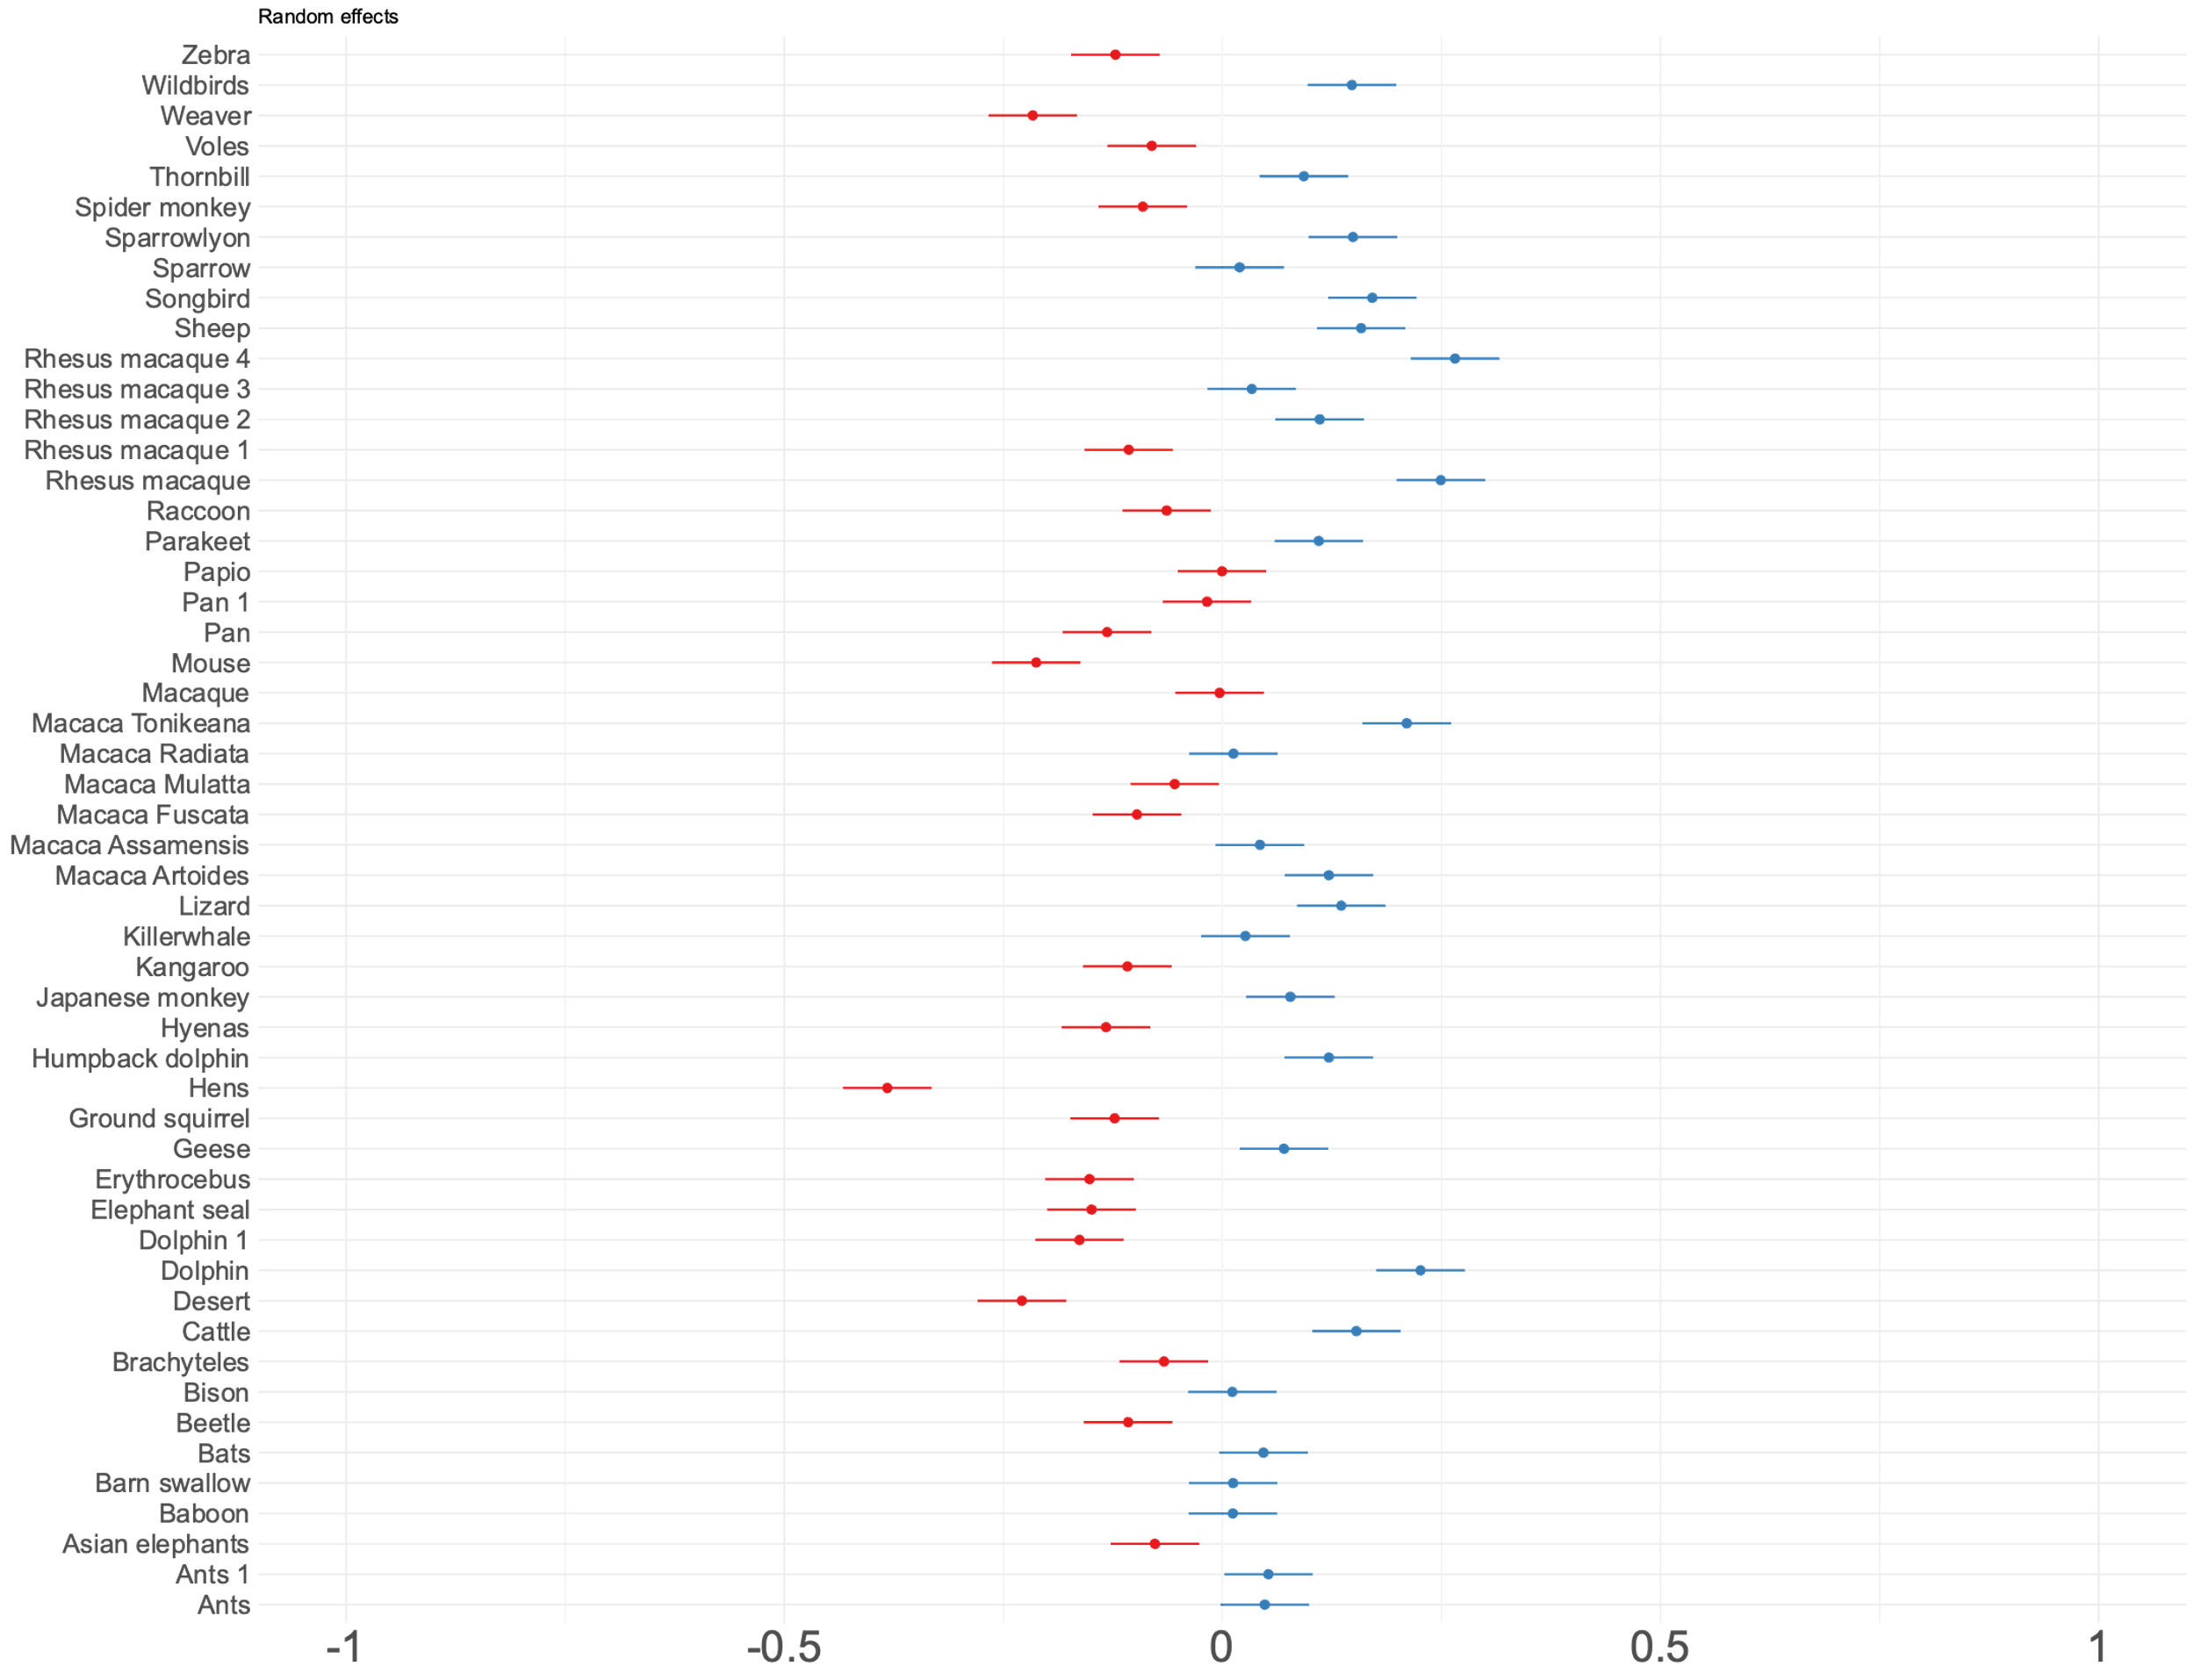 Random effects
Zebra
Wildbirds
Weaver
Voles
Thornbill
Spider monkey
Sparrowlyon
Sparrow
Songbird
Sheep
Rhesus macaque 4
Rhesus macaque 3
Rhesus macaque 2
Rhesus macaque 1
Rhesus macaque
Raccoon
Parakeet
Papio
Pan 1
Pan
Mouse
Macaque
Macaca Tonikeana
Macaca Radiata
Macaca Mulatta
Macaca Fuscata
Macaca Assamensis
Macaca Artoides
Lizard
Killerwhale
Kangaroo
Japanese monkey
Hyenas
Humpback dolphin
Hens
Ground squirrel
Geese
Erythrocebus
Elephant seal
Dolphin 1
Dolphin
Desert
Cattle
Brachyteles
Bison
Beetle
Bats
Barn swallow
Baboon
Asian elephants
Ants 1
Ants
-1 -0.5 0 0.5 1